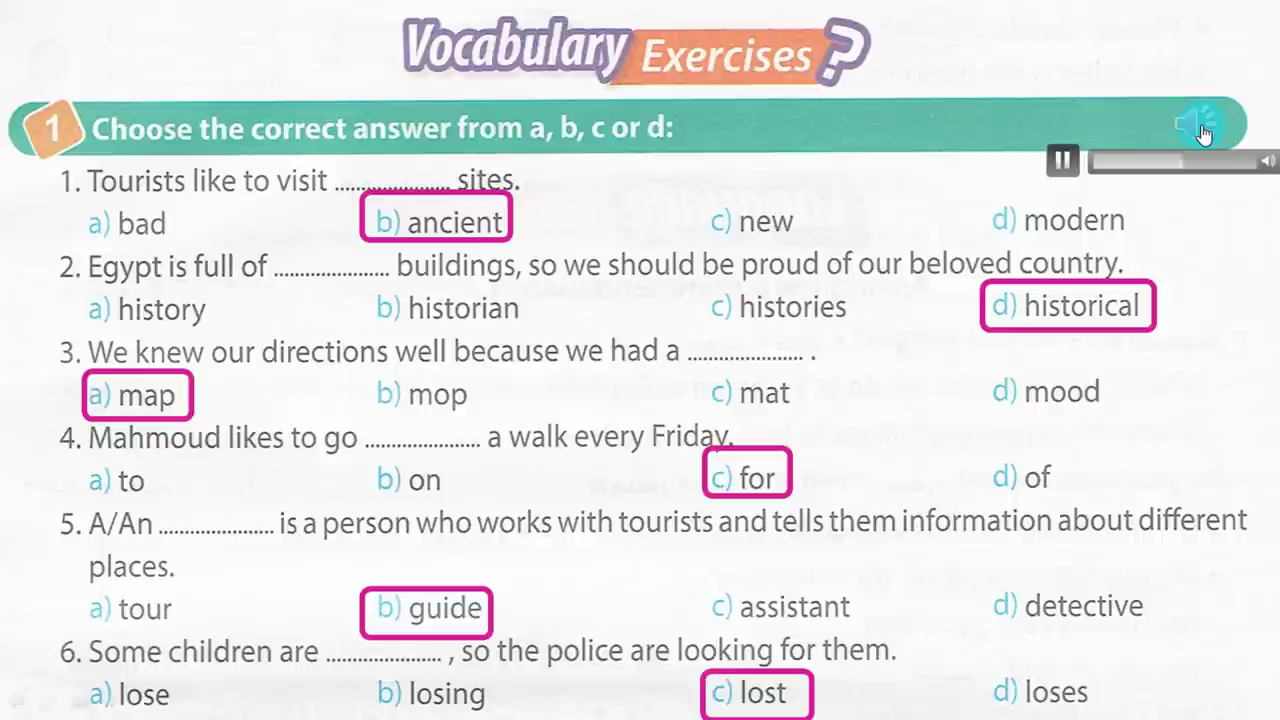 Vocabulary Exercises ?
1 Choose the correct answer from a, b, c or d:
1. Tourists like to visit .................... sites.
a) bad b) ancient c) new d) modern
2. Egypt is full of .................... buildings, so we should be proud of our beloved country.
a) history b) historian c) histories d) historical
3. We knew our directions well because we had a .................... .
a) map b) mop c) mat d) mood
4. Mahmoud likes to go .................... a walk every Friday.
a) to b) on c) for d) of
5. A/An .................... is a person who works with tourists and tells them information about different
places.
a) tour b) guide c) assistant d) detective
6. Some children are .................... , so the police are looking for them.
a) lose b) losing c) lost d) loses